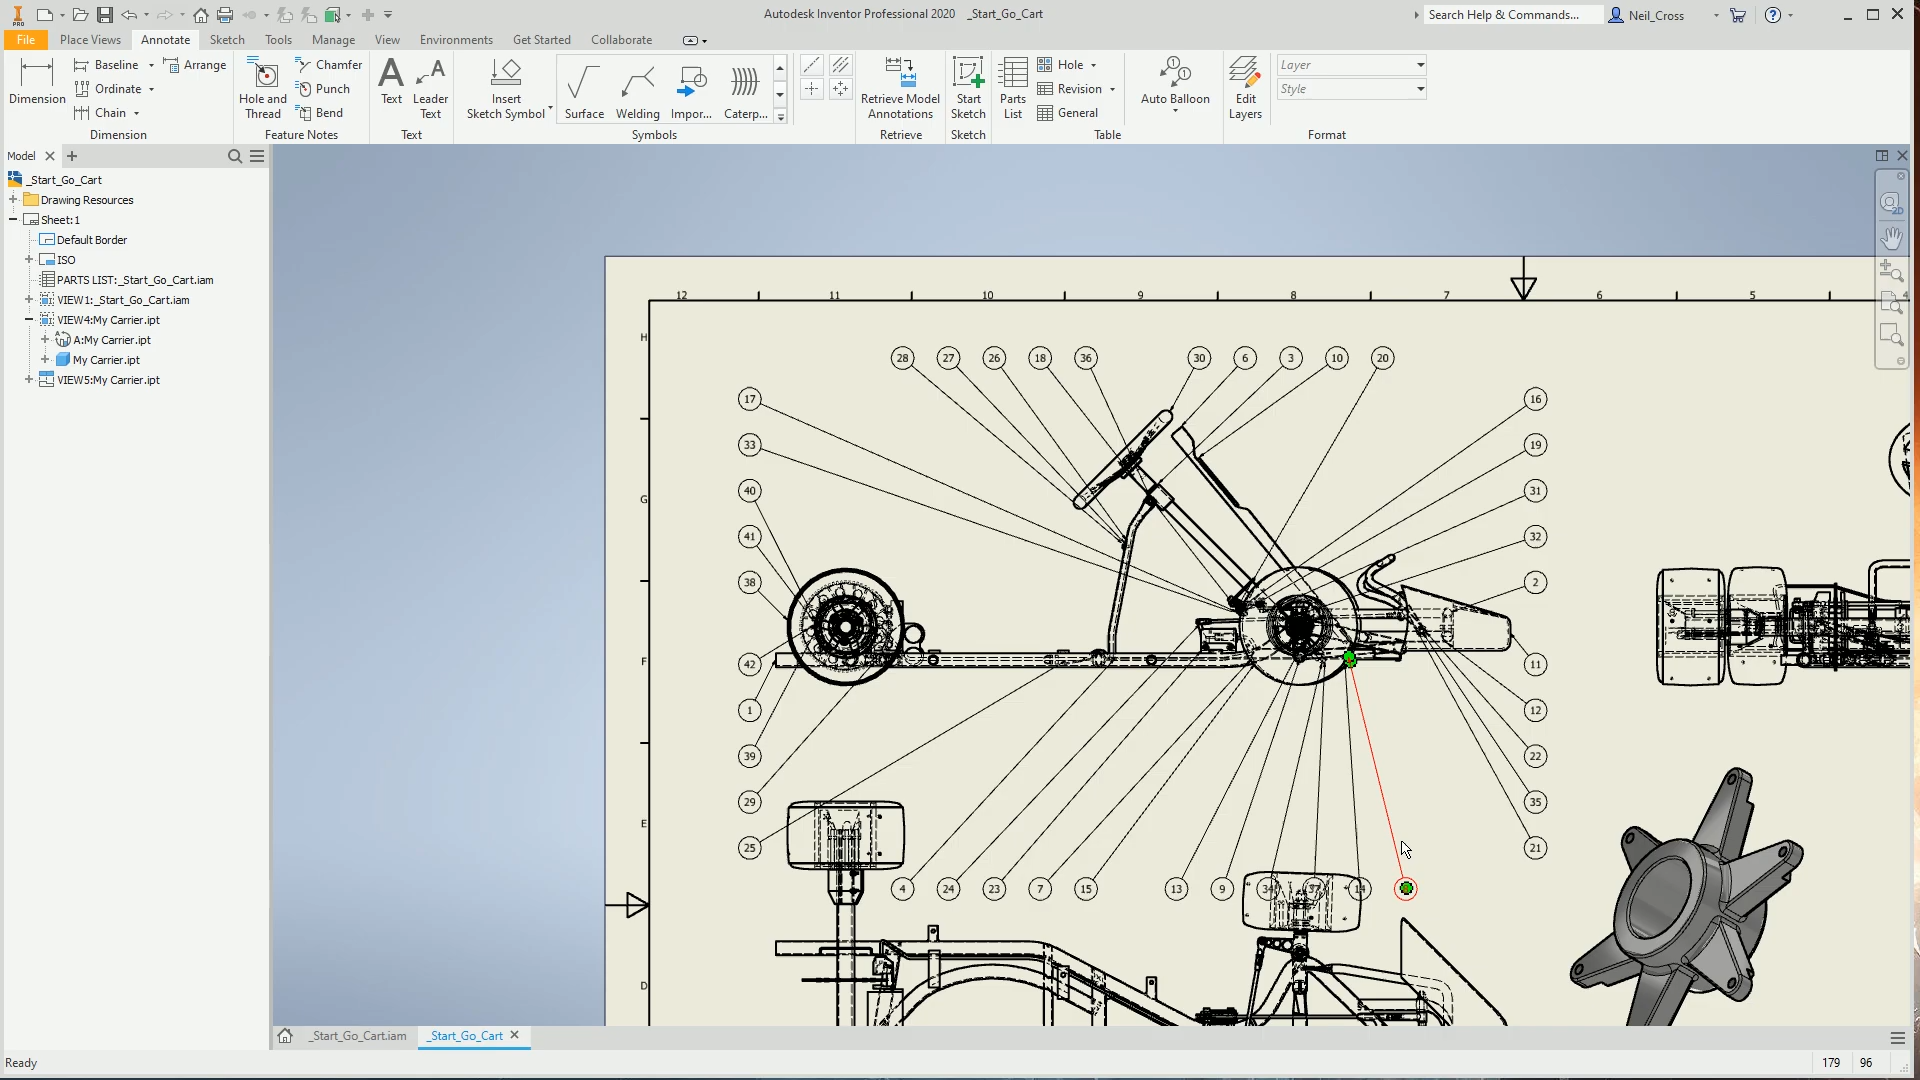 PRO
Autodesk Inventor Professional 2020 _Start_Go_Cart
Search Help & Commands...
Neil_Cross
File
Place Views
Annotate
Sketch
Tools
Manage
View
Environments
Get Started
Collaborate
Dimension
Baseline
Ordinate
Chain
Arrange
Dimension
Hole and Thread
Chamfer
Punch
Bend
Feature Notes
Text
Leader Text
Text
Insert Sketch Symbol
Surface
Welding
Impor...
Caterp...
Symbols
Retrieve Model Annotations
Retrieve
Start Sketch
Sketch
Parts List
Hole
Revision
General
Table
Auto Balloon
Edit Layers
Layer
Style
Format
Model
_Start_Go_Cart
Drawing Resources
Sheet:1
Default Border
ISO
PARTS LIST:_Start_Go_Cart.iam
VIEW1:_Start_Go_Cart.iam
VIEW4:My Carrier.ipt
A:My Carrier.ipt
My Carrier.ipt
VIEW5:My Carrier.ipt
2D
12 11 10 9 8 7 6 5 4
H
G
F
E
D
28 27 26 18 36 30 6 3 10 20
17 16
33 19
40 31
41 32
38 2
42 11
1 12
39 22
29 35
25 21
4 24 23 7 15 13 9 34 37 14
_Start_Go_Cart.iam
_Start_Go_Cart
Ready
179 96